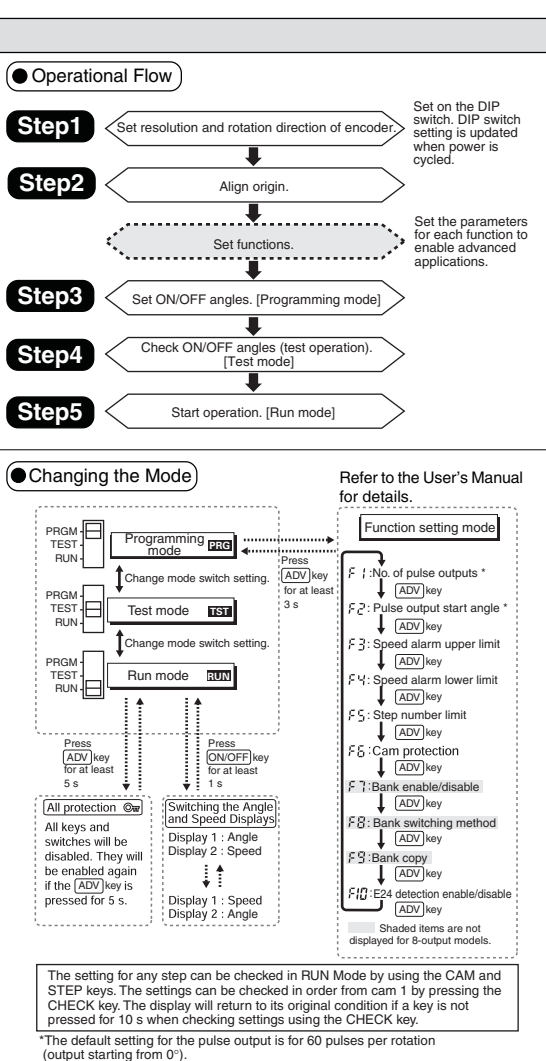 ● Operational Flow
Step1
Set resolution and rotation direction of encoder.
Set on the DIP
switch. DIP switch
setting is updated
when power is
cycled.
Step2
Align origin.
Set functions.
Set the parameters
for each function to
enable advanced
applications.
Step3
Set ON/OFF angles. [Programming mode]
Step4
Check ON/OFF angles (test operation).
[Test mode]
Step5
Start operation. [Run mode]
● Changing the Mode
Refer to the User's Manual
for details.
PRGM
TEST
RUN
Programming
mode PRG
Change mode switch setting.
PRGM
TEST
RUN
Test mode TST
Change mode switch setting.
PRGM
TEST
RUN
Run mode RUN
Press
ADV key
for at least
3 s
Press
ADV key
for at least
5 s
Press
ON/OFF key
for at least
1 s
All protection
All keys and
switches will be
disabled. They will
be enabled again
if the ADV key is
pressed for 5 s.
Switching the Angle
and Speed Displays
Display 1 : Angle
Display 2 : Speed
Display 1 : Speed
Display 2 : Angle
Function setting mode
F1 :No. of pulse outputs *
ADV key
F2: Pulse output start angle *
ADV key
F3: Speed alarm upper limit
ADV key
F4: Speed alarm lower limit
ADV key
F5: Step number limit
ADV key
F6:Cam protection
ADV key
F7:Bank enable/disable
ADV key
F8: Bank switching method
ADV key
F9:Bank copy
ADV key
F10:E24 detection enable/disable
ADV key
Shaded items are not
displayed for 8-output models.
The setting for any step can be checked in RUN Mode by using the CAM and
STEP keys. The settings can be checked in order from cam 1 by pressing the
CHECK key. The display will return to its original condition if a key is not
pressed for 10 s when checking settings using the CHECK key.
*The default setting for the pulse output is for 60 pulses per rotation
(output starting from 0°).